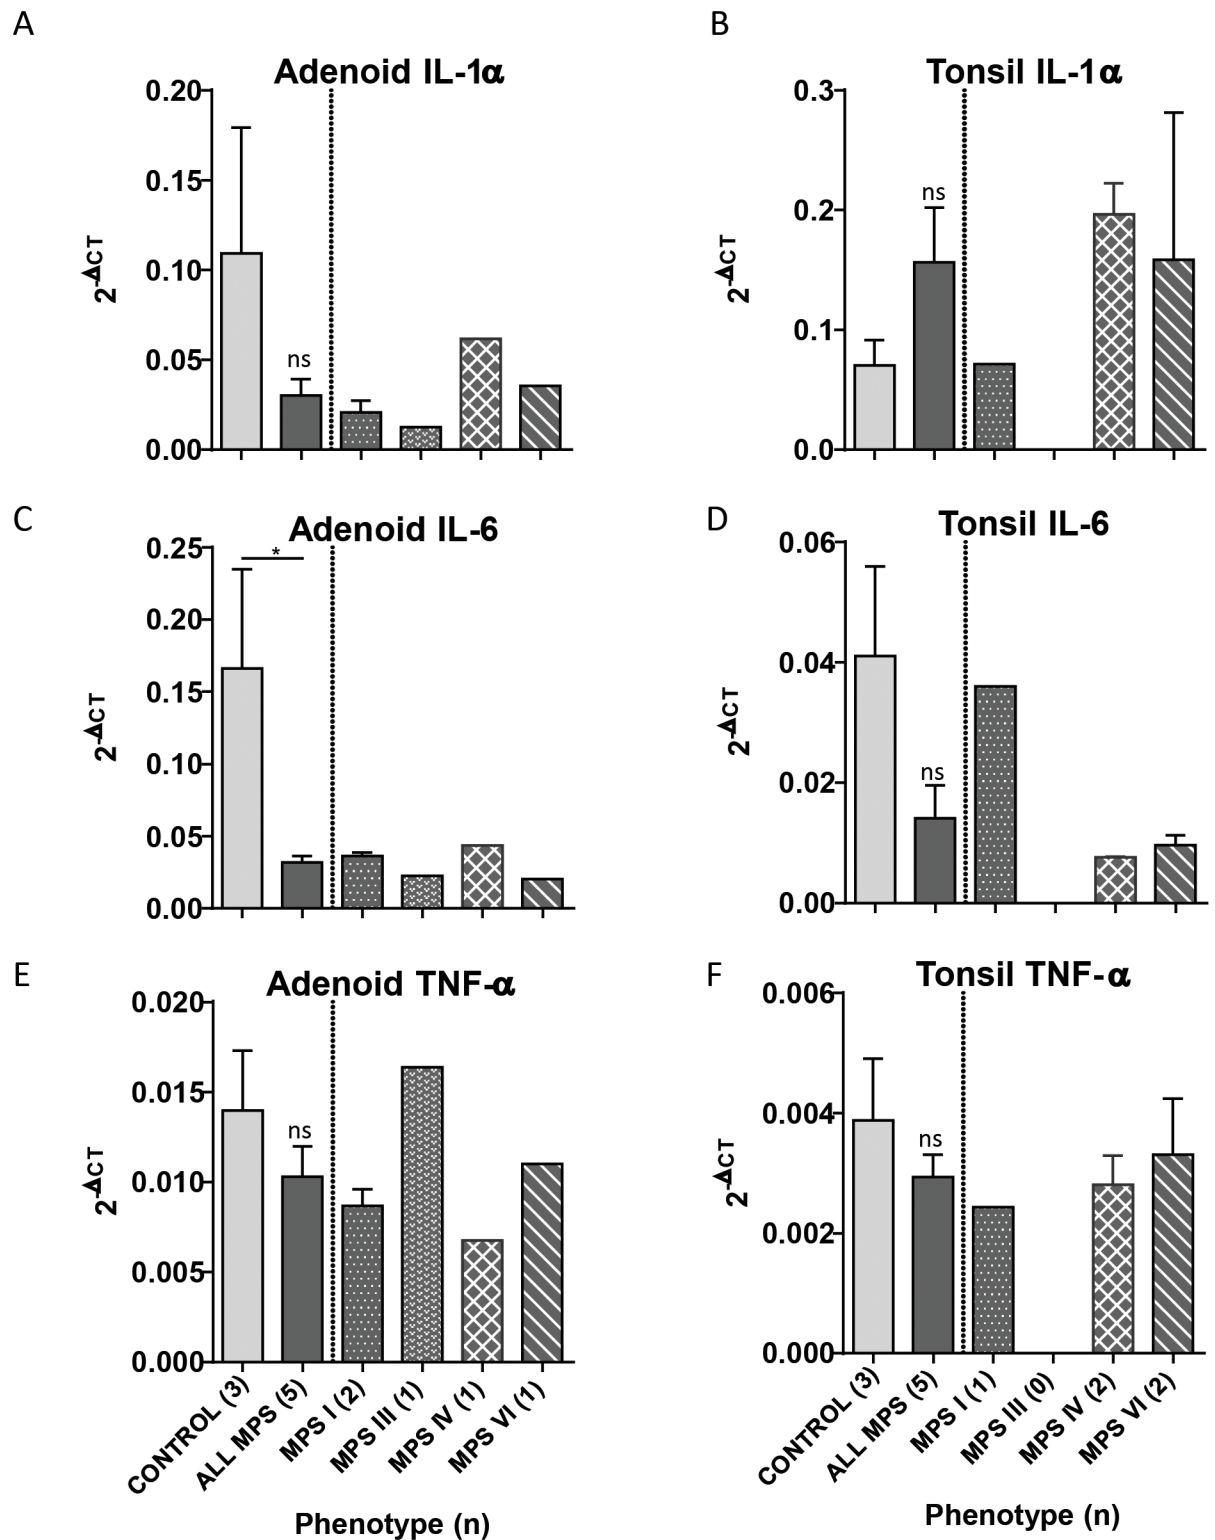 A
Adenoid IL-1α
0.20
0.15
0.10
0.05
0.00
2-ΔCT
ns
B
Tonsil IL-1α
0.3
0.2
0.1
0.0
2-ΔCT
ns
C
Adenoid IL-6
0.25
0.20
0.15
0.10
0.05
0.00
2-ΔCT
*
D
Tonsil IL-6
0.06
0.04
0.02
0.00
2-ΔCT
ns
E
Adenoid TNF-α
0.020
0.015
0.010
0.005
0.000
2-ΔCT
ns
CONTROL (3)
ALL MPS (5)
MPS I (2)
MPS III (1)
MPS IV (1)
MPS VI (1)
Phenotype (n)
F
Tonsil TNF-α
0.006
0.004
0.002
0.000
2-ΔCT
ns
CONTROL (3)
ALL MPS (5)
MPS I (1)
MPS III (0)
MPS IV (2)
MPS VI (2)
Phenotype (n)